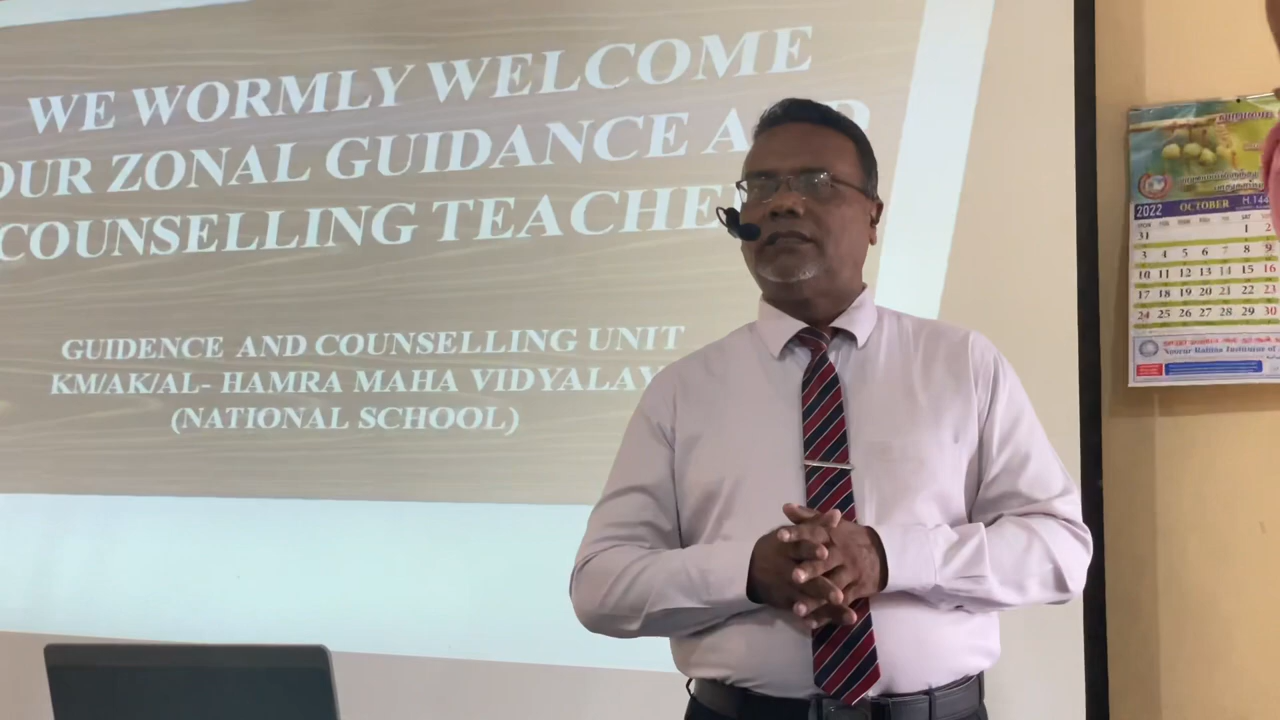 WE WORMLY WELCOME
OUR ZONAL GUIDANCE
COUNSELLING
GUIDENCE AND COUNSELLING UNIT
KM/AK/AL- HAMRA MAHA
(NATIONAL SCHOOL)
2022 OCTOBER
SAT
31 1 2
3 4 5 6 7 8 9
10 11 12 13 14 15 16
17 18 19 20 21 22 23
24 25 26 27 28 29 30